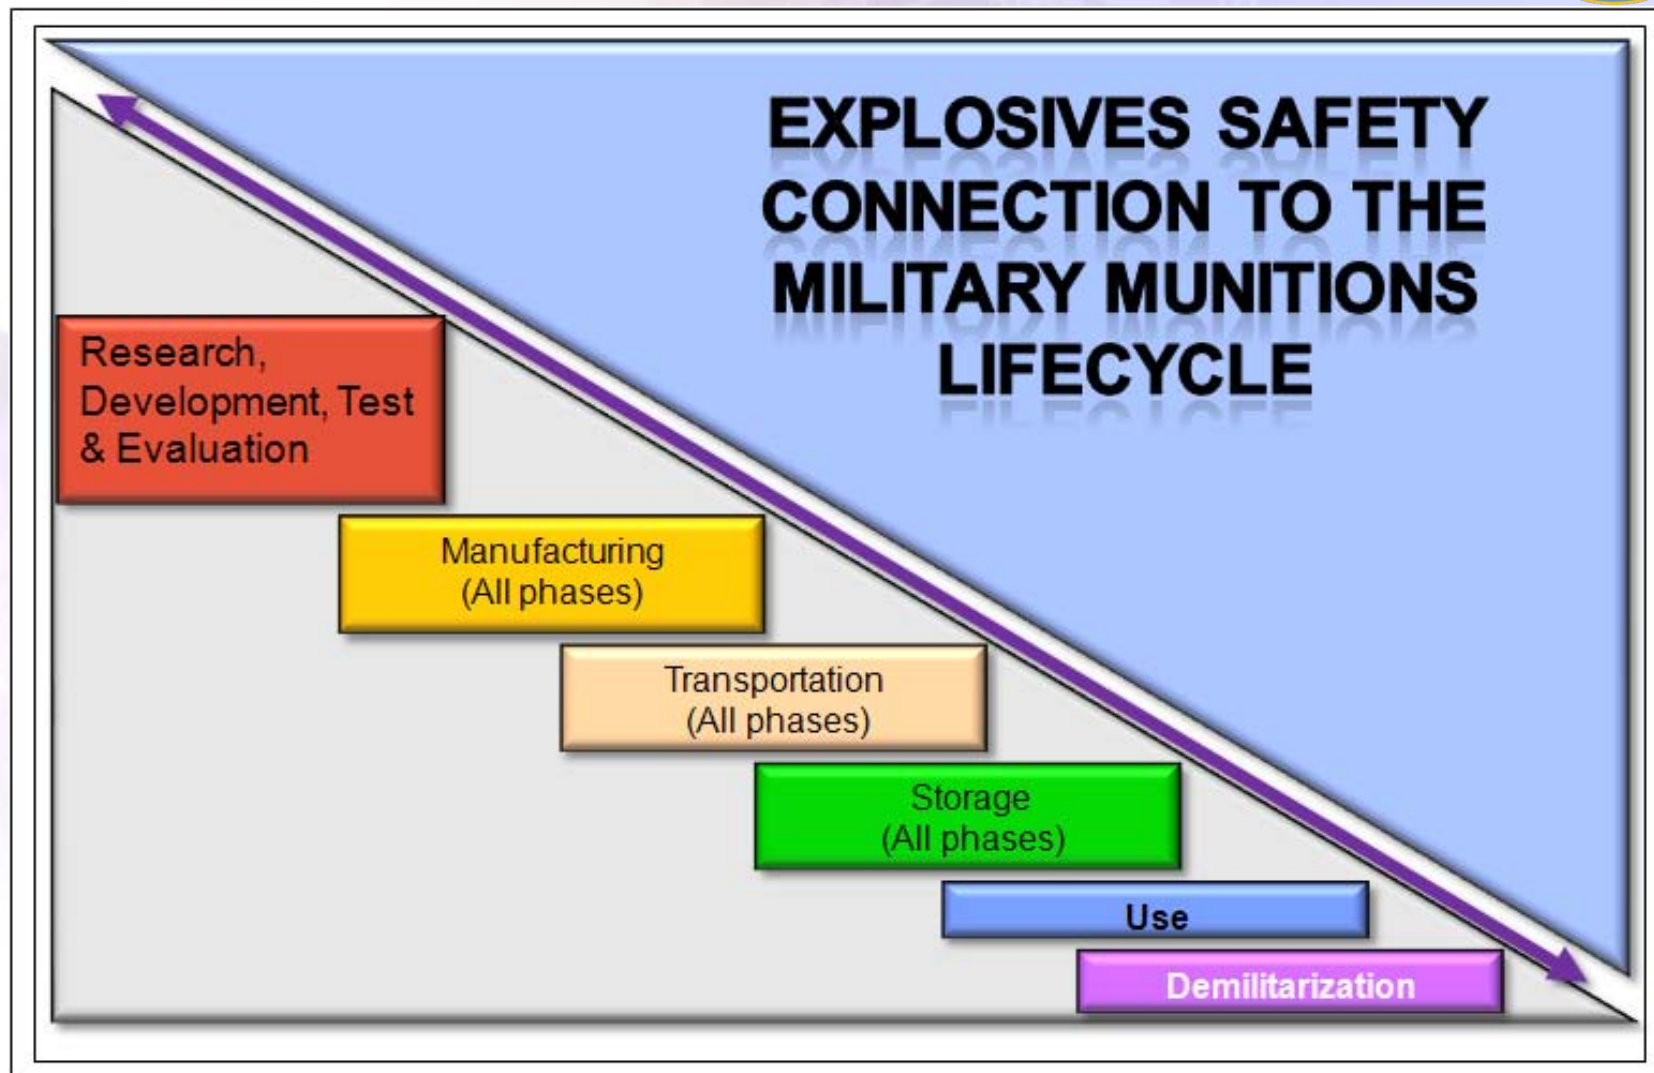 EXPLOSIVES SAFETY
CONNECTION TO THE
MILITARY MUNITIONS
LIFECYCLE
Research,
Development, Test
& Evaluation
Manufacturing
(All phases)
Transportation
(All phases)
Storage
(All phases)
Use
Demilitarization